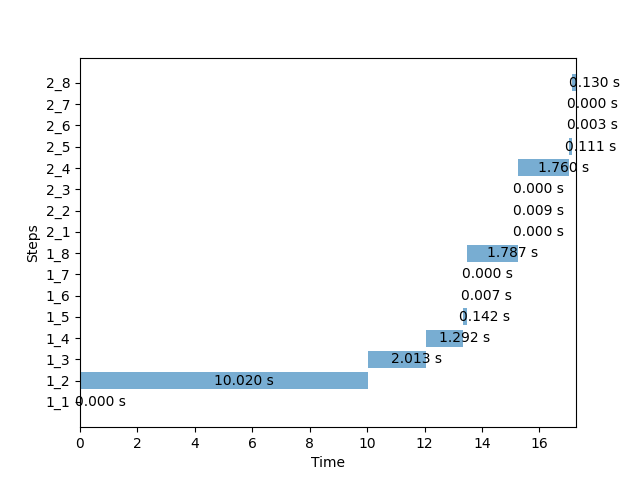 2_8 0.130 s
2_7 0.000 s
2_6 0.003 s
2_5 0.111 s
2_4 1.760 s
2_3 0.000 s
2_2 0.009 s
2_1 0.000 s
1_8 1.787 s
1_7 0.000 s
1_6 0.007 s
1_5 0.142 s
1_4 1.292 s
1_3 2.013 s
1_2 10.020 s
1_1 0.000 s
Steps
0 2 4 6 8 10 12 14 16
Time